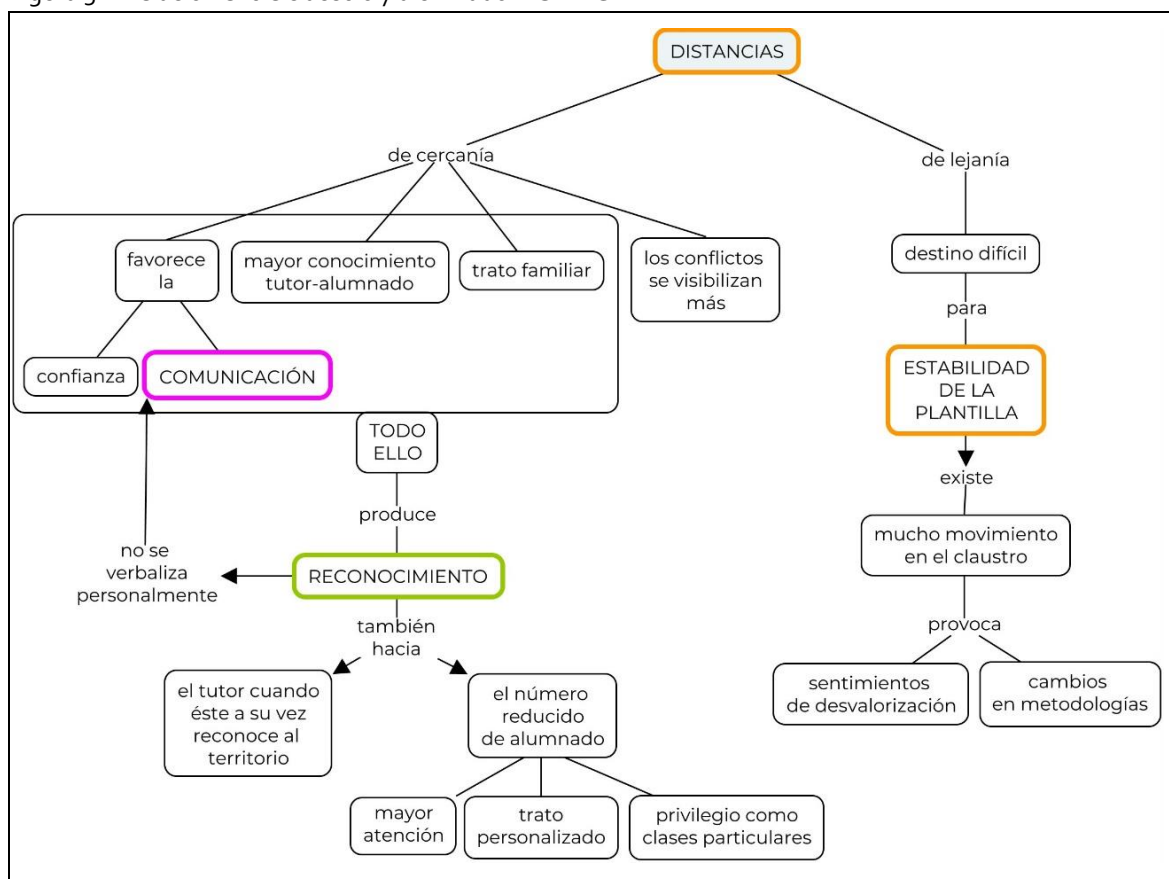 DISTANCIAS
de cercanía
de lejanía
favorece
la
mayor conocimiento
tutor-alumnado
trato familiar
los conflictos
se visibilizan
más
destino difícil
para
confianza
COMUNICACIÓN
ESTABILIDAD
DE LA
PLANTILLA
TODO
ELLO
existe
produce
mucho movimiento
en el claustro
no se
verbaliza
personalmente
RECONOCIMIENTO
también
hacia
provoca
el tutor cuando
éste a su vez
reconoce al
territorio
el número
reducido
de alumnado
sentimientos
de desvalorización
cambios
en metodologías
mayor
atención
trato
personalizado
privilegio como
clases particulares